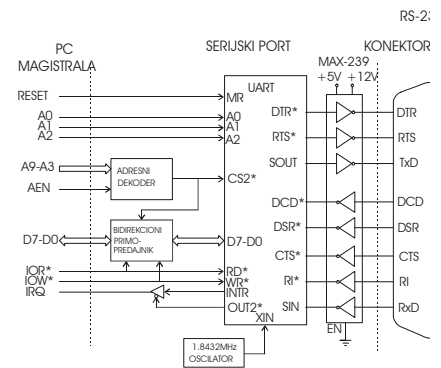 RS-23
PC
MAGISTRALA
SERIJSKI PORT
KONEKTOR
MAX-239
+5V +12V
UART
RESET
MR
DTR*
DTR
A0
A0
A1
A1
A2
A2
RTS*
RTS
SOUT
TxD
A9-A3
ADRESNI
DEKODER
AEN
CS2*
DCD*
DCD
DSR*
DSR
BIDIREKCIONI
PRIMO-
PREDAJNIK
D7-D0
D7-D0
CTS*
CTS
IOR*
RD*
RI*
RI
IOW*
WR*
IRQ
INTR
SIN
RxD
OUT2*
XIN
EN
1.8432MHz
OSCILATOR